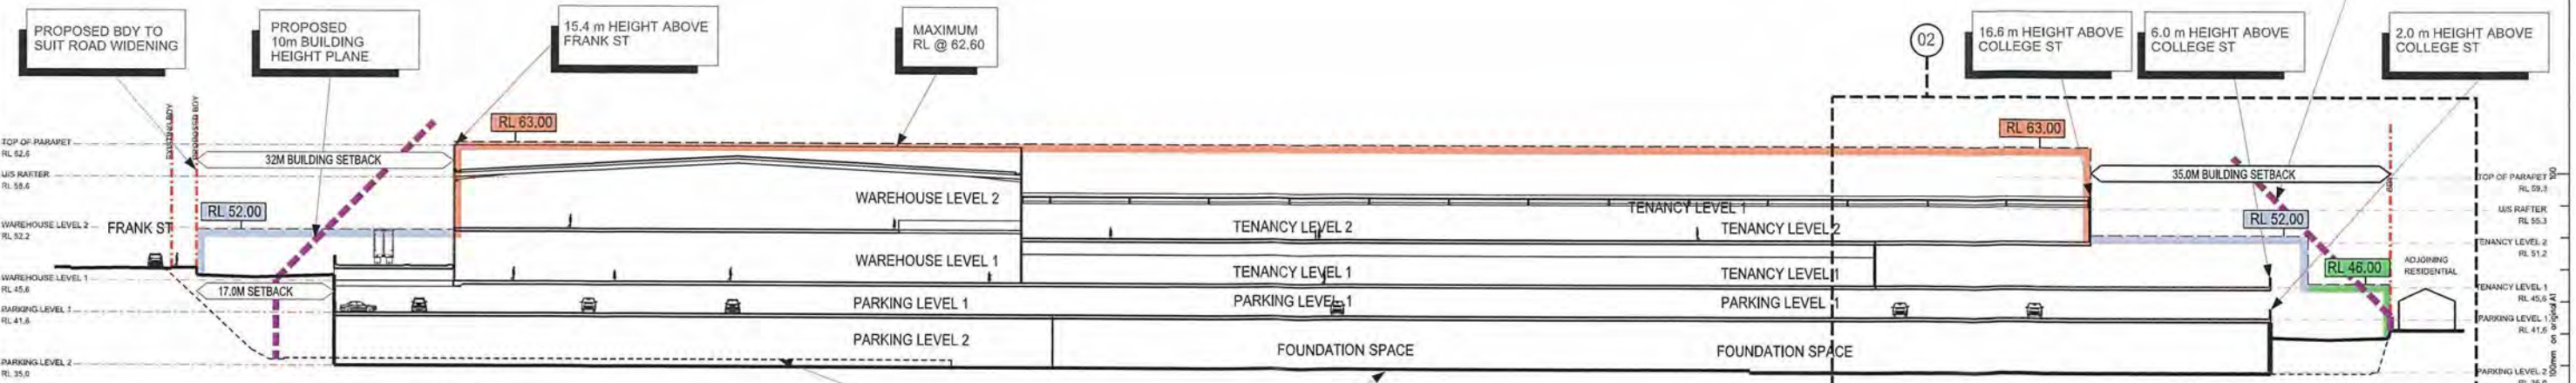 PROPOSED BDY TO
SUIT ROAD WIDENING
PROPOSED
10m BUILDING
HEIGHT PLANE
15.4 m HEIGHT ABOVE
FRANK ST
MAXIMUM
RL @ 62.60
02
16.6 m HEIGHT ABOVE
COLLEGE ST
6.0 m HEIGHT ABOVE
COLLEGE ST
2.0 m HEIGHT ABOVE
COLLEGE ST
EXISTING BDY
PROPOSED BDY
RL 63.00
RL 63.00
TOP OF PARAPET
RL 62,6
32M BUILDING SETBACK
U/S RAFTER
RL 58,6
35.0M BUILDING SETBACK
TOP OF PARAPET
RL 59,3
WAREHOUSE LEVEL 2
TENANCY LEVEL 1
RL 52.00
U/S RAFTER
RL 55,3
RL 52.00
WAREHOUSE LEVEL 2
RL 52,2
FRANK ST
TENANCY LEVEL 2
TENANCY LEVEL 2
TENANCY LEVEL 2
RL 51,2
WAREHOUSE LEVEL 1
TENANCY LEVEL 1
TENANCY LEVEL 1
RL 46.00
ADJOINING
RESIDENTIAL
WAREHOUSE LEVEL 1
RL 45,6
17.0M SETBACK
TENANCY LEVEL 1
RL 45,6
PARKING LEVEL 1
PARKING LEVEL 1
PARKING LEVEL 1
PARKING LEVEL 1
RL 41,6
PARKING LEVEL 1
RL 41,6
PARKING LEVEL 2
FOUNDATION SPACE
FOUNDATION SPACE
PARKING LEVEL 2
RL 35,0
PARKING LEVEL 2
100
100mm on original A1